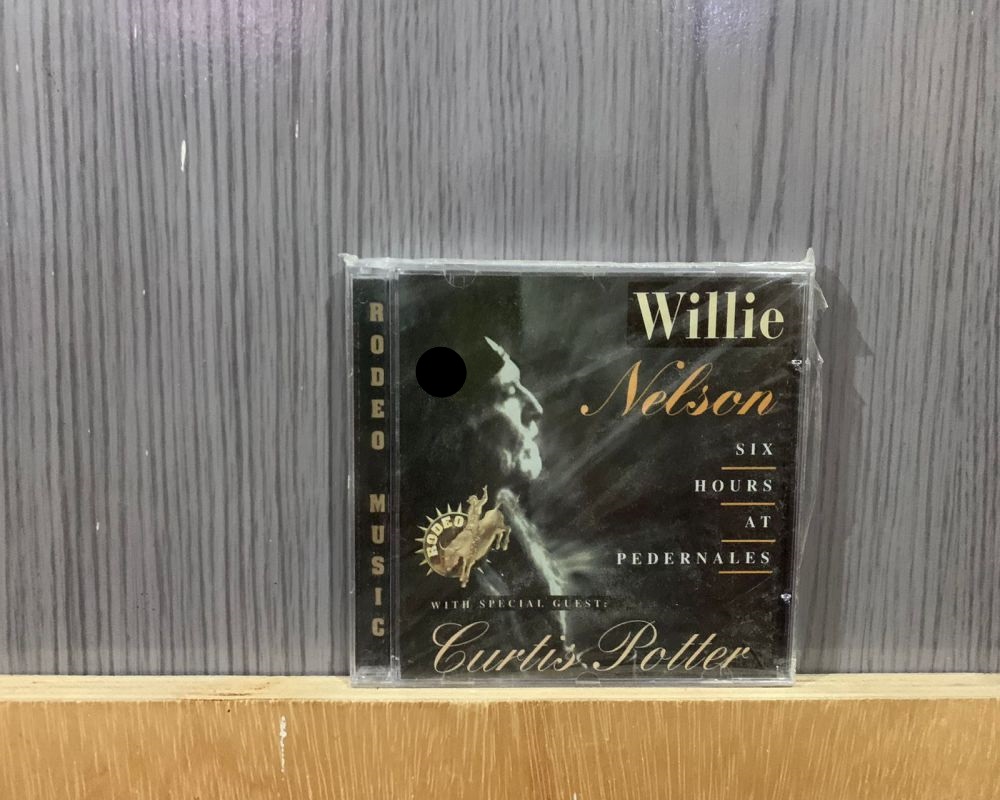 RODEO MUSIC
Willie
Nelson
SIX
HOURS
AT
PEDERNALES
RODEO
WITH SPECIAL GUEST:
Curtis Potter